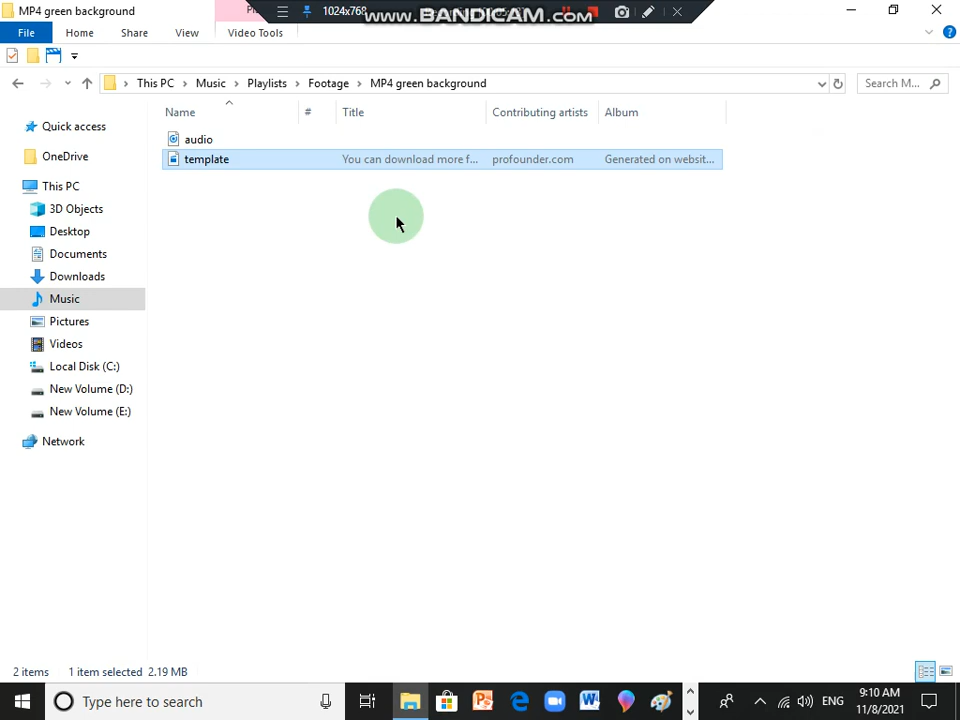 MP4 green background
1024x768
www.BANDICAM.com
File
Home
Share
View
Video Tools
This PC
Music
Playlists
Footage
MP4 green background
Search M...
Name
#
Title
Contributing artists
Album
audio
template
You can download more f...
profounder.com
Generated on websit...
Quick access
OneDrive
This PC
3D Objects
Desktop
Documents
Downloads
Music
Pictures
Videos
Local Disk (C:)
New Volume (D:)
New Volume (E:)
Network
2 items
1 item selected 2.19 MB
Type here to search
ENG
9:10 AM
11/8/2021